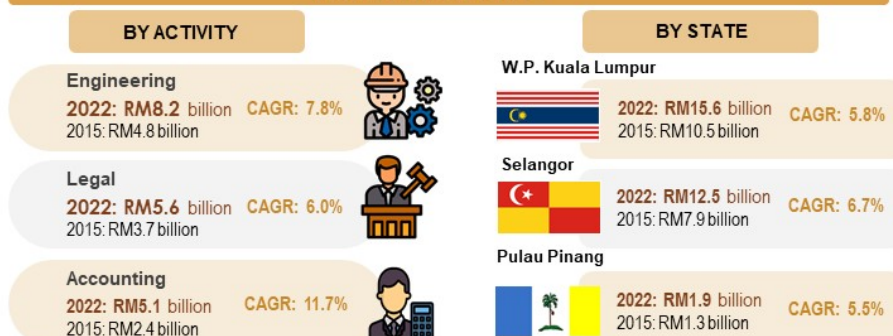 BY ACTIVITY
Engineering
2022: RM8.2 billion CAGR: 7.8%
2015: RM4.8 billion
Legal
2022: RM5.6 billion CAGR: 6.0%
2015: RM3.7 billion
Accounting
2022: RM5.1 billion CAGR: 11.7%
2015: RM2.4 billion
BY STATE
W.P. Kuala Lumpur
2022: RM15.6 billion CAGR: 5.8%
2015: RM10.5 billion
Selangor
2022: RM12.5 billion CAGR: 6.7%
2015: RM7.9 billion
Pulau Pinang
2022: RM1.9 billion CAGR: 5.5%
2015: RM1.3 billion